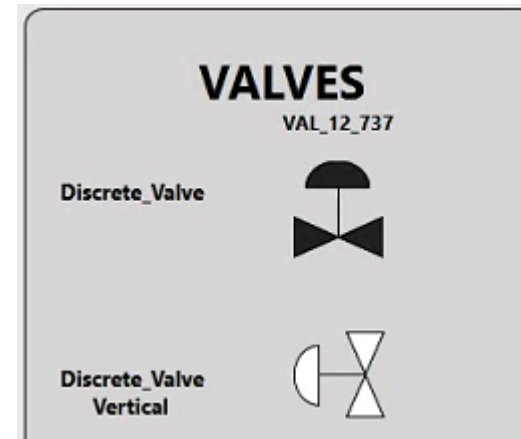 VALVES
VAL_12_737
Discrete_Valve
Discrete_Valve
Vertical